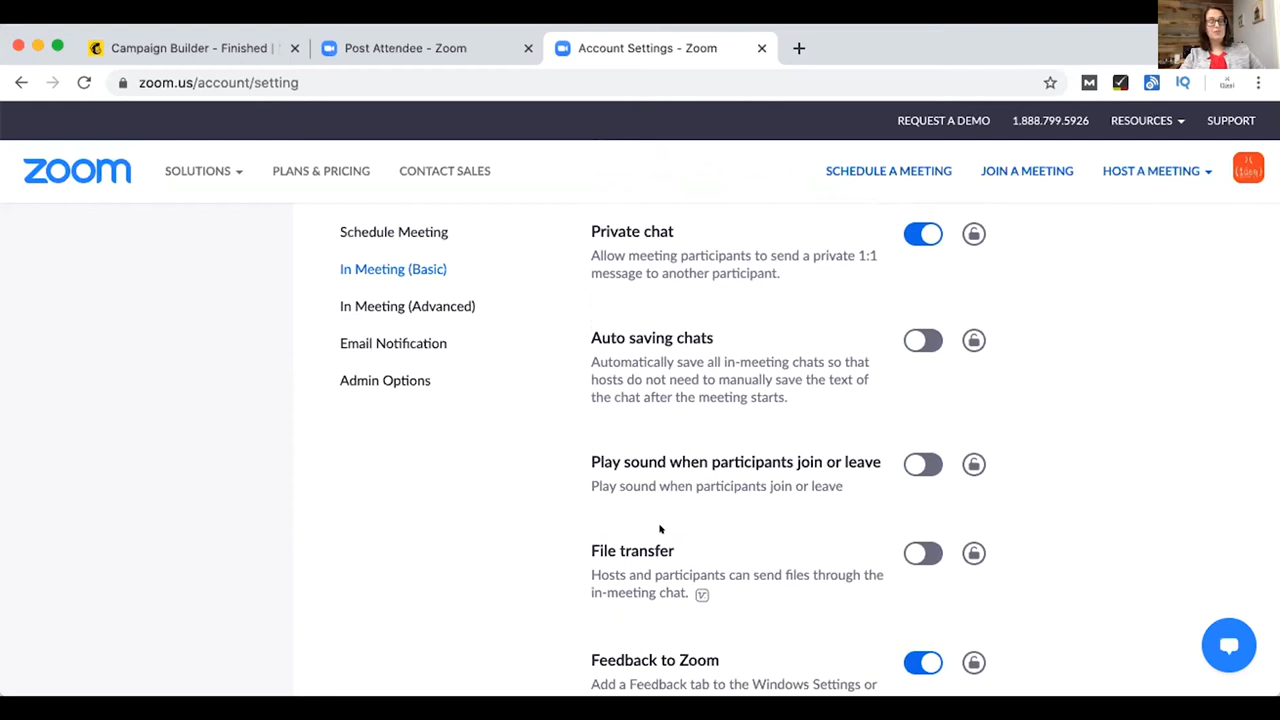 Campaign Builder - Finished |
Post Attendee - Zoom
Account Settings - Zoom
zoom.us/account/setting
M
IQ
REQUEST A DEMO
1.888.799.5926
RESOURCES
SUPPORT
zoom
SOLUTIONS
PLANS & PRICING
CONTACT SALES
SCHEDULE A MEETING
JOIN A MEETING
HOST A MEETING
Schedule Meeting
In Meeting (Basic)
In Meeting (Advanced)
Email Notification
Admin Options
Private chat
Allow meeting participants to send a private 1:1
message to another participant.
Auto saving chats
Automatically save all in-meeting chats so that
hosts do not need to manually save the text of
the chat after the meeting starts.
Play sound when participants join or leave
Play sound when participants join or leave
File transfer
Hosts and participants can send files through the
in-meeting chat.
Feedback to Zoom
Add a Feedback tab to the Windows Settings or